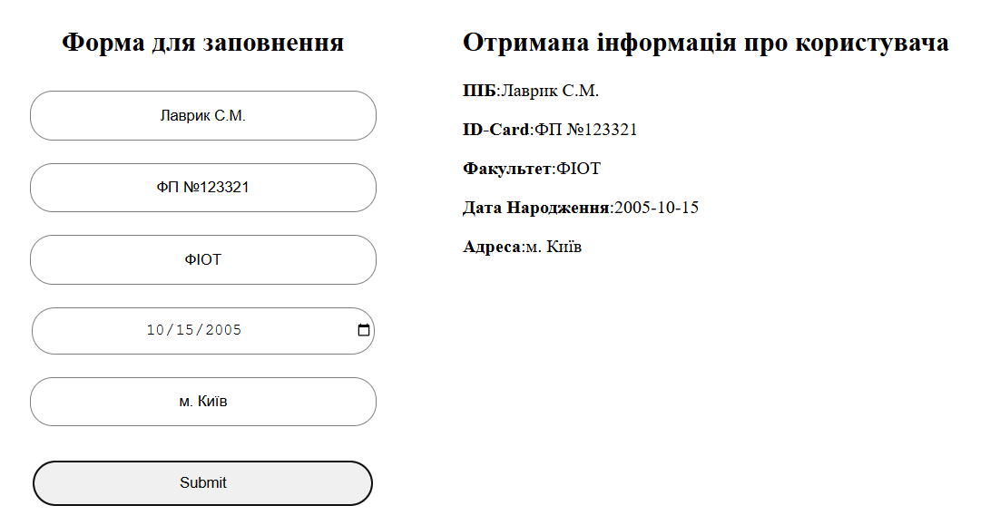 Форма для заповнення
Лаврик С.М.
ФП №123321
ФІОТ
10/15/2005
м. Київ
Submit
Отримана інформація про користувача
ПІБ:Лаврик С.М.
ID-Card:ФП №123321
Факультет:ФІОТ
Дата Народження:2005-10-15
Адреса:м. Київ